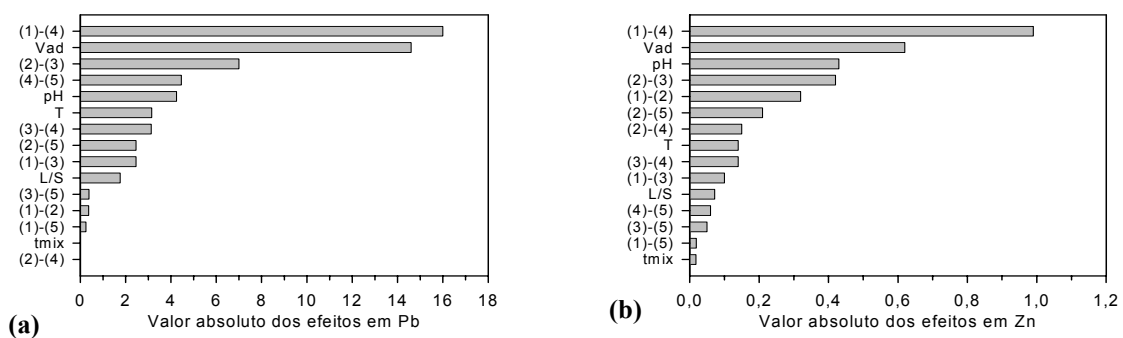 (1)-(4)
Vad
(2)-(3)
(4)-(5)
pH
T
(3)-(4)
(2)-(5)
(1)-(3)
L/S
(3)-(5)
(1)-(2)
(1)-(5)
tmix
(2)-(4)
0 2 4 6 8 10 12 14 16 18
Valor absoluto dos efeitos em Pb
(a)
(1)-(4)
Vad
pH
(2)-(3)
(1)-(2)
(2)-(5)
(2)-(4)
T
(3)-(4)
(1)-(3)
L/S
(4)-(5)
(3)-(5)
(1)-(5)
tmix
0,0 0,2 0,4 0,6 0,8 1,0 1,2
Valor absoluto dos efeitos em Zn
(b)